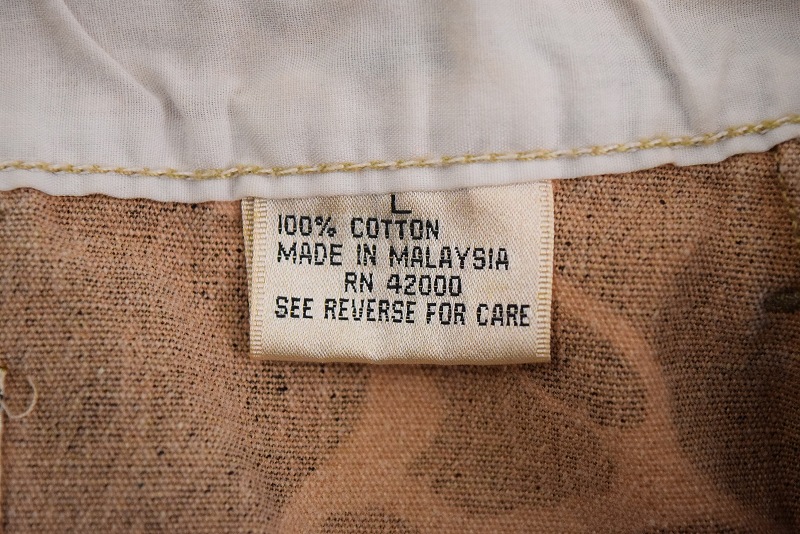 L
100% COTTON
MADE IN MALAYSIA
RN 42000
SEE REVERSE FOR CARE